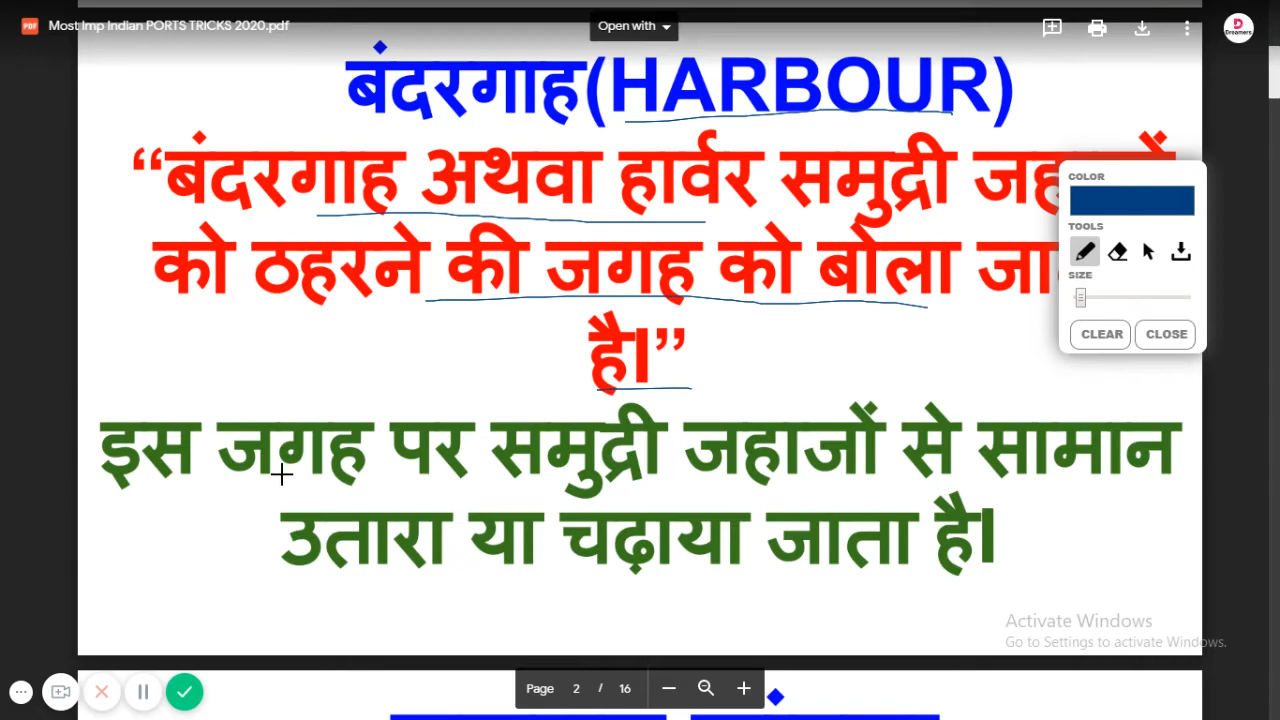 Most Imp Indian PORTS TRICKS 2020.pdf
Open with
Dreamers
बंदरगाह(HARBOUR)
“बंदरगाह अथवा हार्वर समुद्री
को ठहरने की जगह को बोला
है।”
इस जगह पर समुद्री जहाजों से सामान
उतारा या चढ़ाया जाता है।
COLOR
TOOLS
SIZE
CLEAR CLOSE
Activate Windows
Go to Settings to activate Windows.
Page 2 / 16